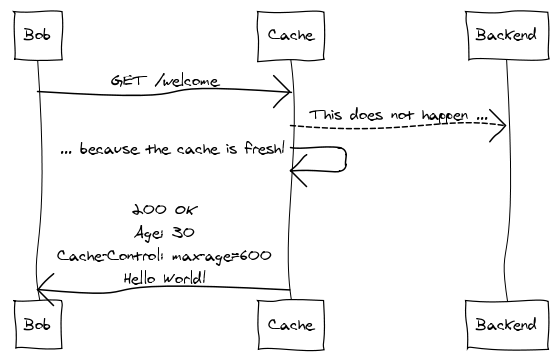 Bob Cache Backend
GET /welcome
This does not happen ...
... because the cache is fresh!
200 OK
Age: 30
Cache-Control: max-age=600
Hello World!
Bob Cache Backend